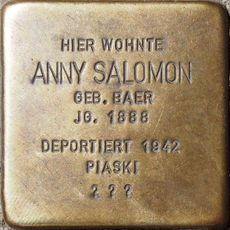 HIER WOHNTE
ANNY SALOMON
GEB. BAER
JG. 1888
DEPORTIERT 1942
PIASKI
? ? ?